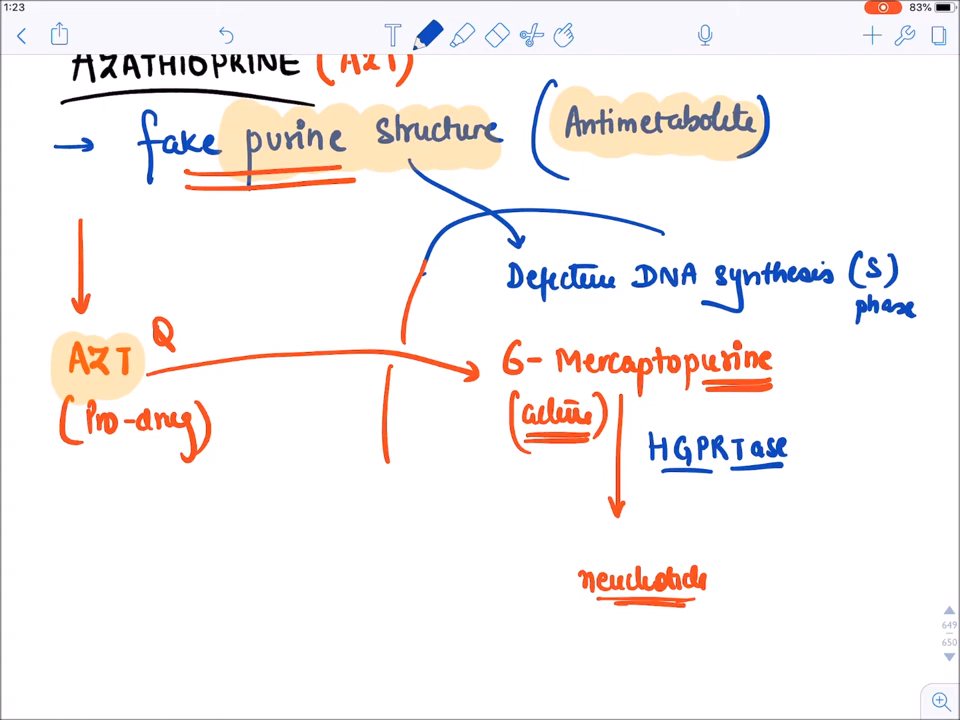 1:23
83%
T
AZATHIOPRINE (AZT)
→ fake purine structure (Antimetabolite)
Defective DNA synthesis (S)
phase
AZT Q
6- Mercaptopurine
(Pro-drug)
(active)
HGPRTase
neucleotide
649
650